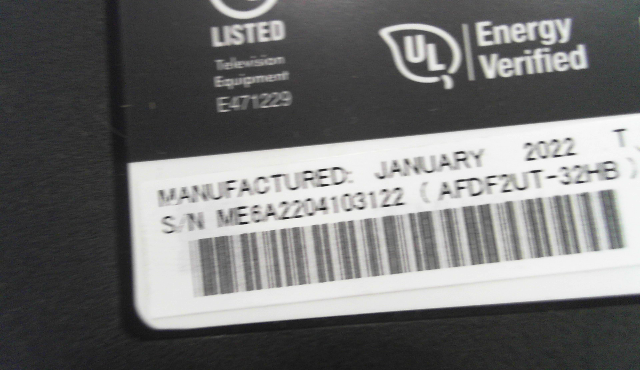 LISTED
Television
Equipment
E471229
UL
Energy
Verified
MANUFACTURED: JANUARY 2022 T
S/N ME6A2204103122 (AFDF2UT-32HB)